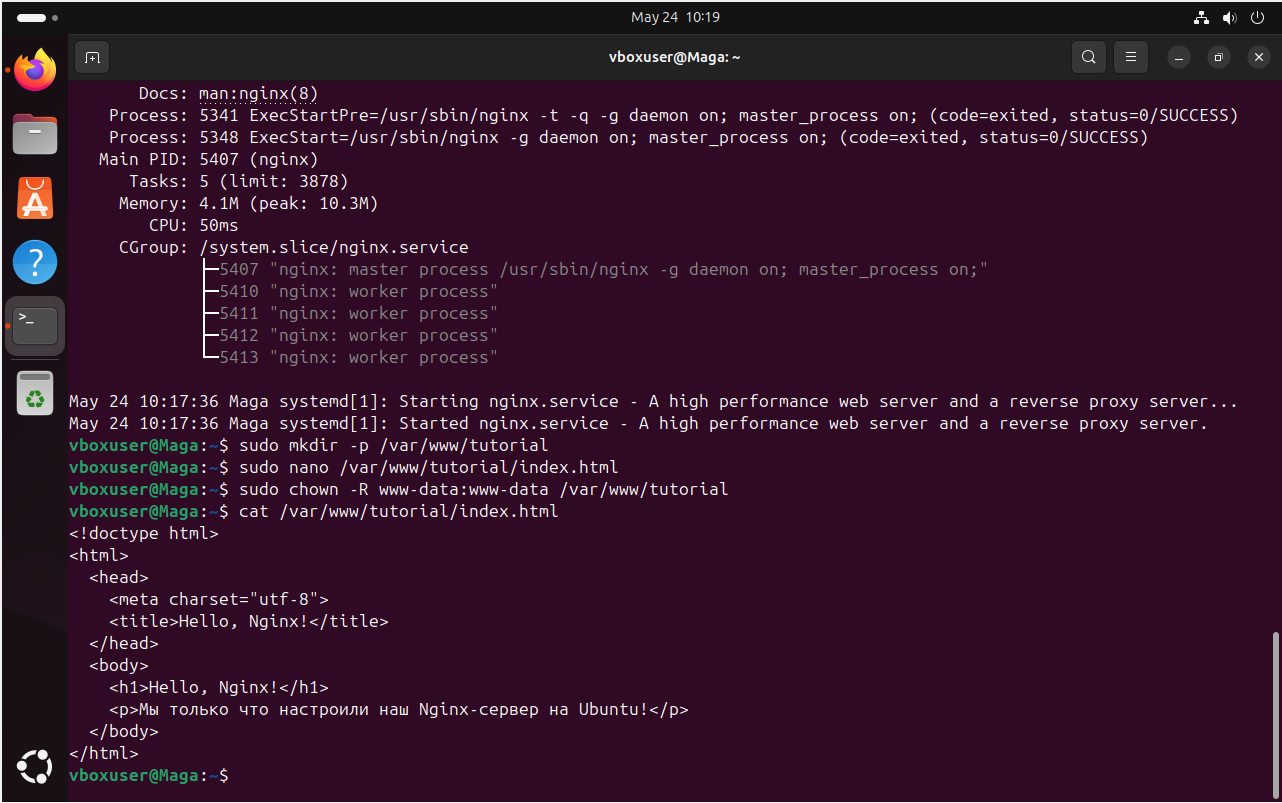 May 24 10:19
vboxuser@Maga: ~
Docs: man:nginx(8)
Process: 5341 ExecStartPre=/usr/sbin/nginx -t -q -g daemon on; master_process on; (code=exited, status=0/SUCCESS)
Process: 5348 ExecStart=/usr/sbin/nginx -g daemon on; master_process on; (code=exited, status=0/SUCCESS)
Main PID: 5407 (nginx)
Tasks: 5 (limit: 3878)
Memory: 4.1M (peak: 10.3M)
CPU: 50ms
CGroup: /system.slice/nginx.service
├─5407 "nginx: master process /usr/sbin/nginx -g daemon on; master_process on;"
├─5410 "nginx: worker process"
├─5411 "nginx: worker process"
├─5412 "nginx: worker process"
└─5413 "nginx: worker process"
May 24 10:17:36 Maga systemd[1]: Starting nginx.service - A high performance web server and a reverse proxy server...
May 24 10:17:36 Maga systemd[1]: Started nginx.service - A high performance web server and a reverse proxy server.
vboxuser@Maga:~$ sudo mkdir -p /var/www/tutorial
vboxuser@Maga:~$ sudo nano /var/www/tutorial/index.html
vboxuser@Maga:~$ sudo chown -R www-data:www-data /var/www/tutorial
vboxuser@Maga:~$ cat /var/www/tutorial/index.html
<!doctype html>
<html>
<head>
<meta charset="utf-8">
<title>Hello, Nginx!</title>
</head>
<body>
<h1>Hello, Nginx!</h1>
<p>Мы только что настроили наш Nginx-сервер на Ubuntu!</p>
</body>
</html>
vboxuser@Maga:~$